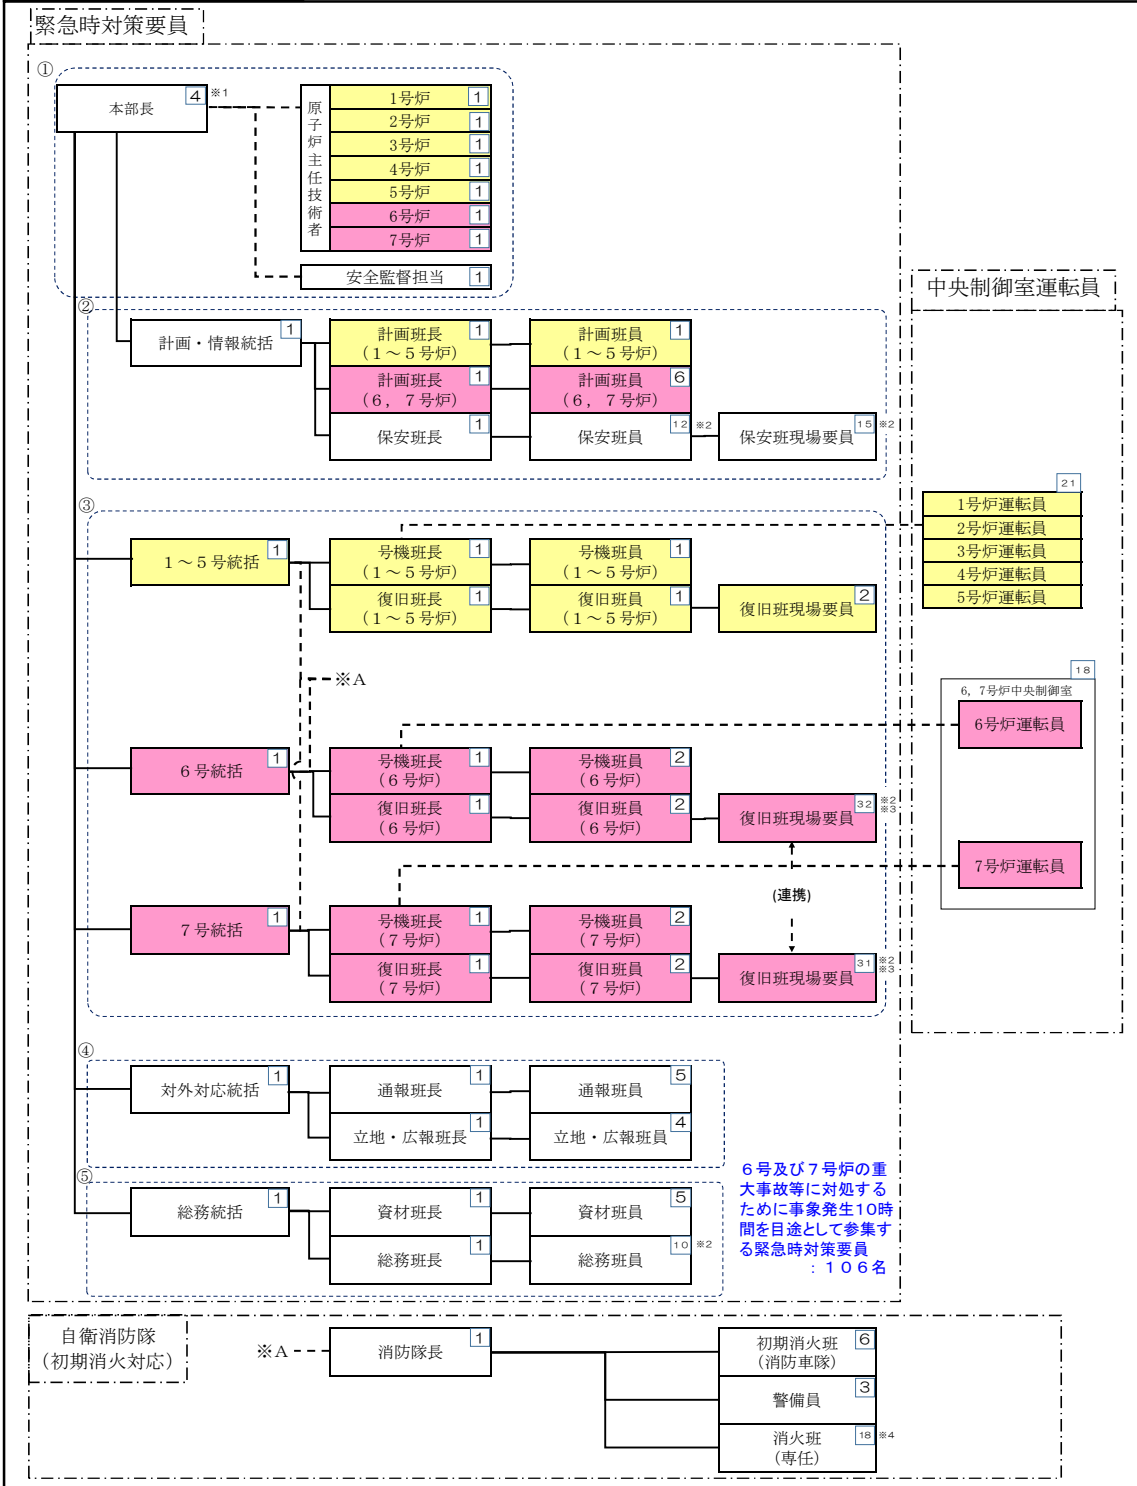 緊急時対策要員
①
本部長
4
※1
原子炉主任技術者
1号炉
1
2号炉
1
3号炉
1
4号炉
1
5号炉
1
6号炉
1
7号炉
1
安全監督担当
1
中央制御室運転員
②
計画・情報統括
1
計画班長
(1~5号炉)
1
計画班員
(1~5号炉)
1
計画班長
(6,7号炉)
1
計画班員
(6,7号炉)
6
保安班長
1
保安班員
12
※2
保安班現場要員
15
※2
③
1~5号統括
1
号機班長
(1~5号炉)
1
号機班員
(1~5号炉)
1
復旧班長
(1~5号炉)
1
復旧班員
(1~5号炉)
1
復旧班現場要員
2
21
1号炉運転員
2号炉運転員
3号炉運転員
4号炉運転員
5号炉運転員
※A
18
6,7号炉中央制御室
6号炉運転員
7号炉運転員
6号統括
1
号機班長
(6号炉)
1
号機班員
(6号炉)
2
復旧班長
(6号炉)
1
復旧班員
(6号炉)
2
復旧班現場要員
32
※2
※3
(連携)
7号統括
1
号機班長
(7号炉)
1
号機班員
(7号炉)
2
復旧班長
(7号炉)
1
復旧班員
(7号炉)
2
復旧班現場要員
31
※2
※3
④
対外対応統括
1
通報班長
1
通報班員
5
立地・広報班長
1
立地・広報班員
4
⑤
総務統括
1
資材班長
1
資材班員
5
総務班長
1
総務班員
10
※2
6号及び7号炉の重
大事故等に対処する
ために事象発生10時
間を目途として参集す
る緊急時対策要員
:106名
自衛消防隊
(初期消火対応)
※A
消防隊長
1
初期消火班
(消防車隊)
6
警備員
3
消火班
(専任)
18
※4